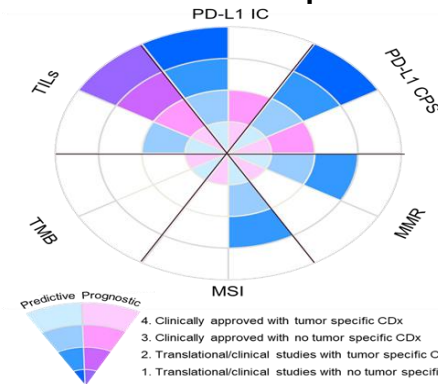 PD-L1 IC
TILs
PD-L1 CPS
TMB
MMR
MSI
Predictive Prognostic
4. Clinically approved with tumor specific CDx
3. Clinically approved with no tumor specific CDx
2. Translational/clinical studies with tumor specific
1. Translational/clinical studies with no tumor